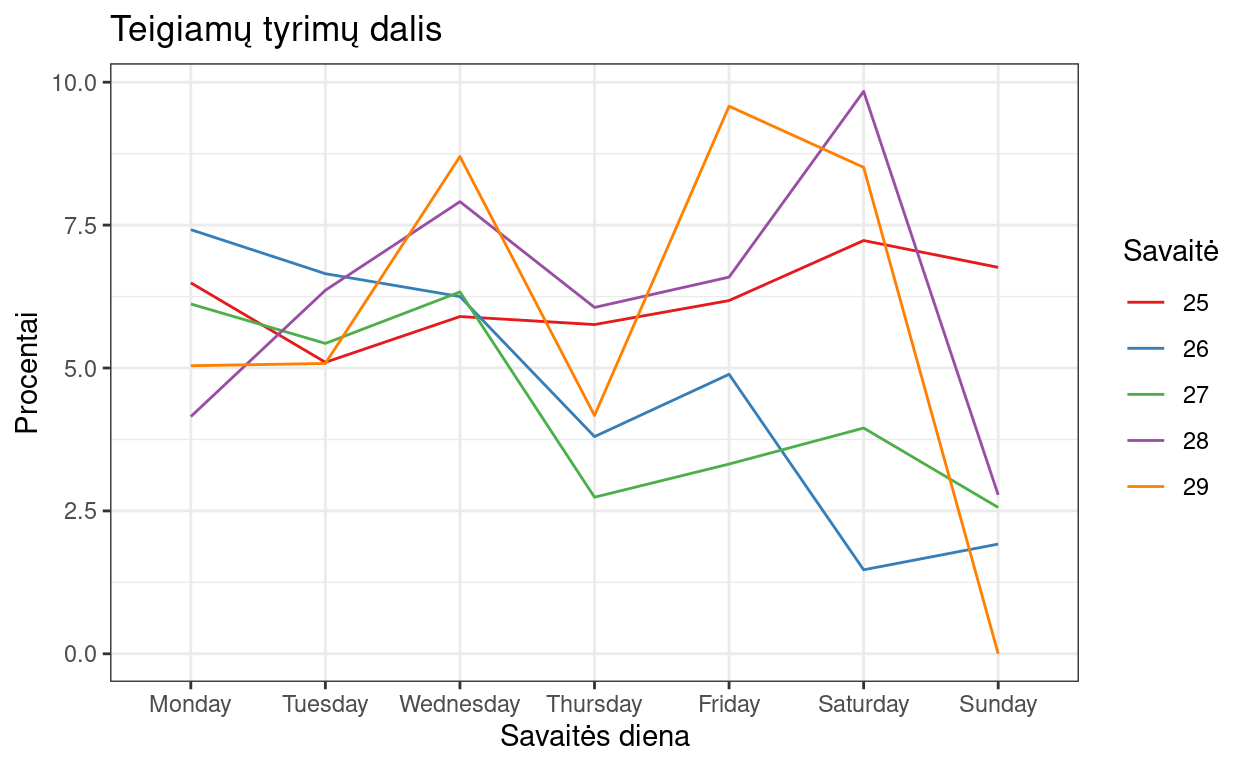 Teigiamų tyrimų dalis
10.0
7.5
5.0
2.5
0.0
Procentai
Monday Tuesday Wednesday Thursday Friday Saturday Sunday
Savaitės diena
Savaitė
25
26
27
28
29